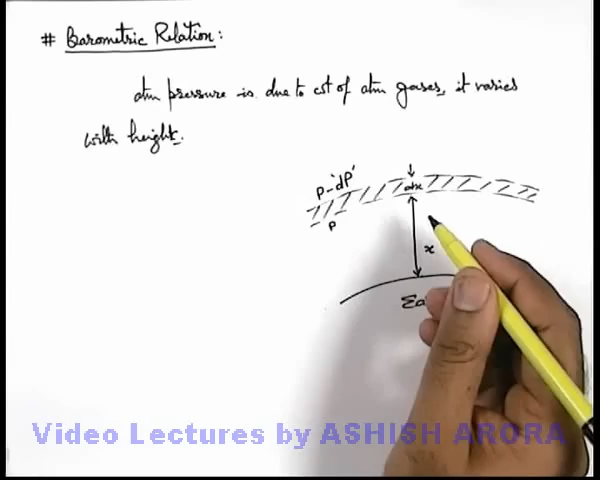 # Barometric Relation:
atm pressure is due to wt of atm gases, it varies
with height.
P-'dP'
dx
P
x
Ea
Video Lectures by ASHISH ARORA